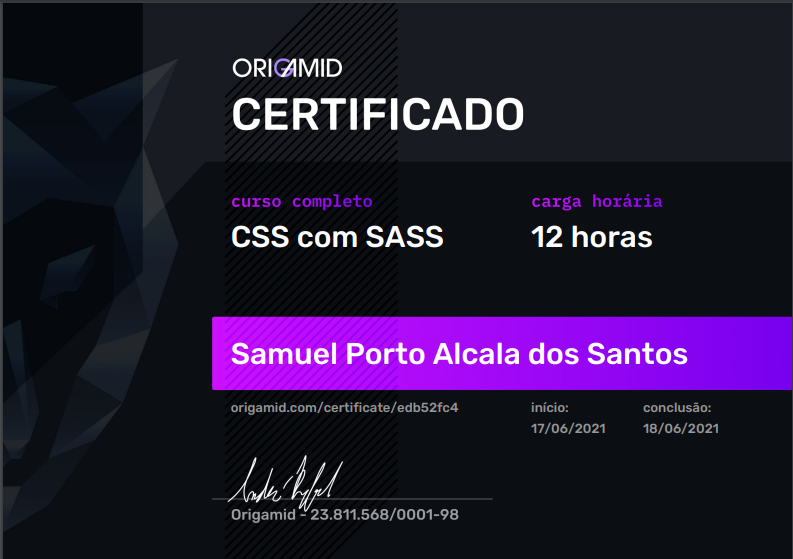 ORIGAMID
CERTIFICADO
curso completo
CSS com SASS
carga horária
12 horas
Samuel Porto Alcala dos Santos
origamid.com/certificate/edb52fc4
início:
17/06/2021
conclusão:
18/06/2021
Origamid - 23.811.568/0001-98